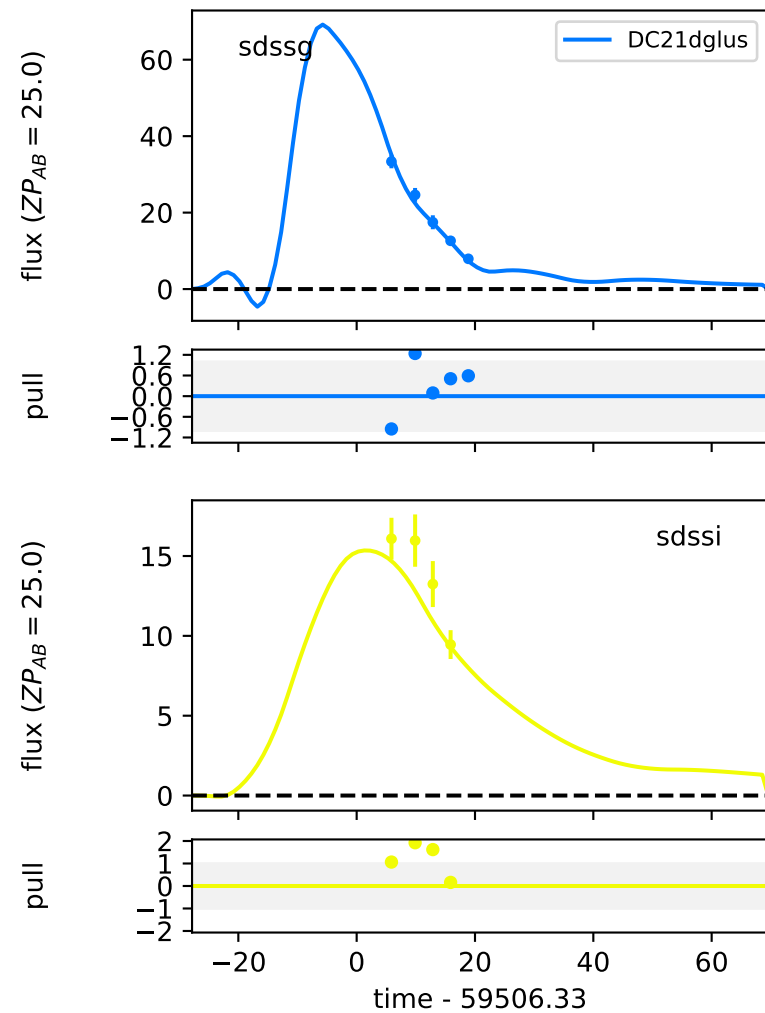 sdssg
DC21dglus
flux (ZP_AB = 25.0)
60
40
20
0
pull
1.2
0.6
0.0
−0.6
−1.2
sdssi
flux (ZP_AB = 25.0)
15
10
5
0
pull
2
1
0
−1
−2
−20 0 20 40 60
time - 59506.33